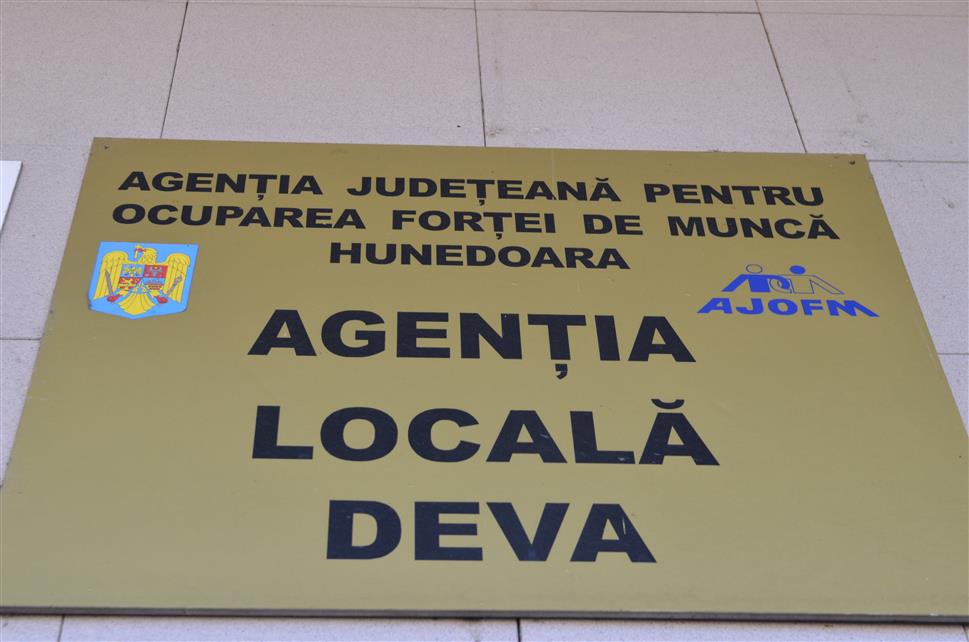 AGENȚIA JUDEȚEANĂ PENTRU
OCUPAREA FORȚEI DE MUNCĂ
HUNEDOARA
AJOFM
AGENȚIA
LOCALĂ
DEVA